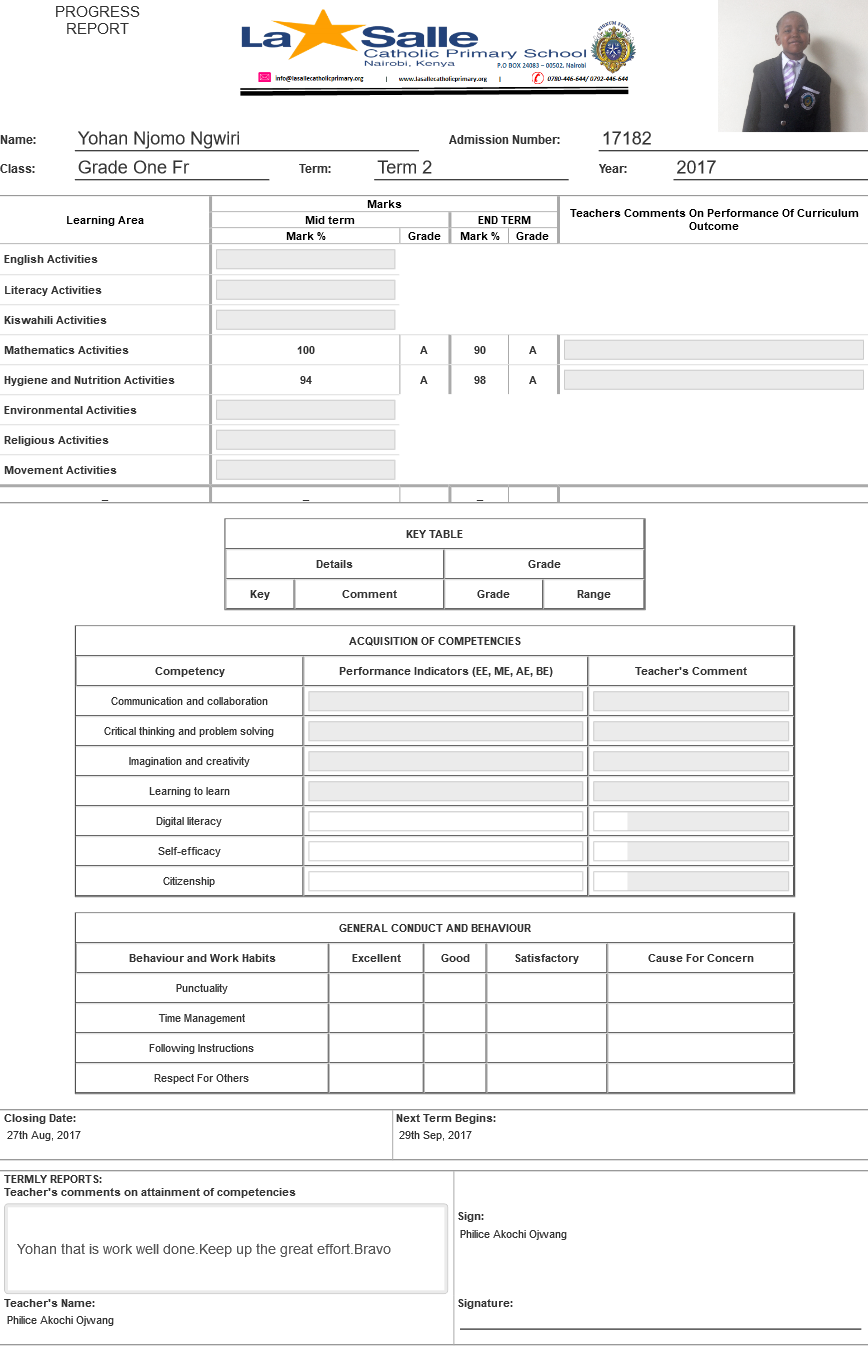 PROGRESS
REPORT
La Salle
Catholic Primary School
Nairobi, Kenya
P.O BOX 24083 – 00502, Nairobi
info@lasallecatholicprimary.org | www.lasallecatholicprimary.org | 0780-446-644/ 0792-446-644
Name: Yohan Njomo Ngwiri Admission Number: 17182
Class: Grade One Fr Term: Term 2 Year: 2017
Learning Area Marks Teachers Comments On Performance Of Curriculum Outcome
Mid term END TERM
Mark % Grade Mark % Grade
English Activities
Literacy Activities
Kiswahili Activities
Mathematics Activities 100 A 90 A
Hygiene and Nutrition Activities 94 A 98 A
Environmental Activities
Religious Activities
Movement Activities
_ _ _
KEY TABLE
Details Grade
Key Comment Grade Range
ACQUISITION OF COMPETENCIES
Competency Performance Indicators (EE, ME, AE, BE) Teacher's Comment
Communication and collaboration
Critical thinking and problem solving
Imagination and creativity
Learning to learn
Digital literacy
Self-efficacy
Citizenship
GENERAL CONDUCT AND BEHAVIOUR
Behaviour and Work Habits Excellent Good Satisfactory Cause For Concern
Punctuality
Time Management
Following Instructions
Respect For Others
Closing Date: Next Term Begins:
27th Aug, 2017 29th Sep, 2017
TERMLY REPORTS:
Teacher's comments on attainment of competencies
Yohan that is work well done.Keep up the great effort.Bravo
Sign:
Philice Akochi Ojwang
Teacher's Name:
Philice Akochi Ojwang
Signature: